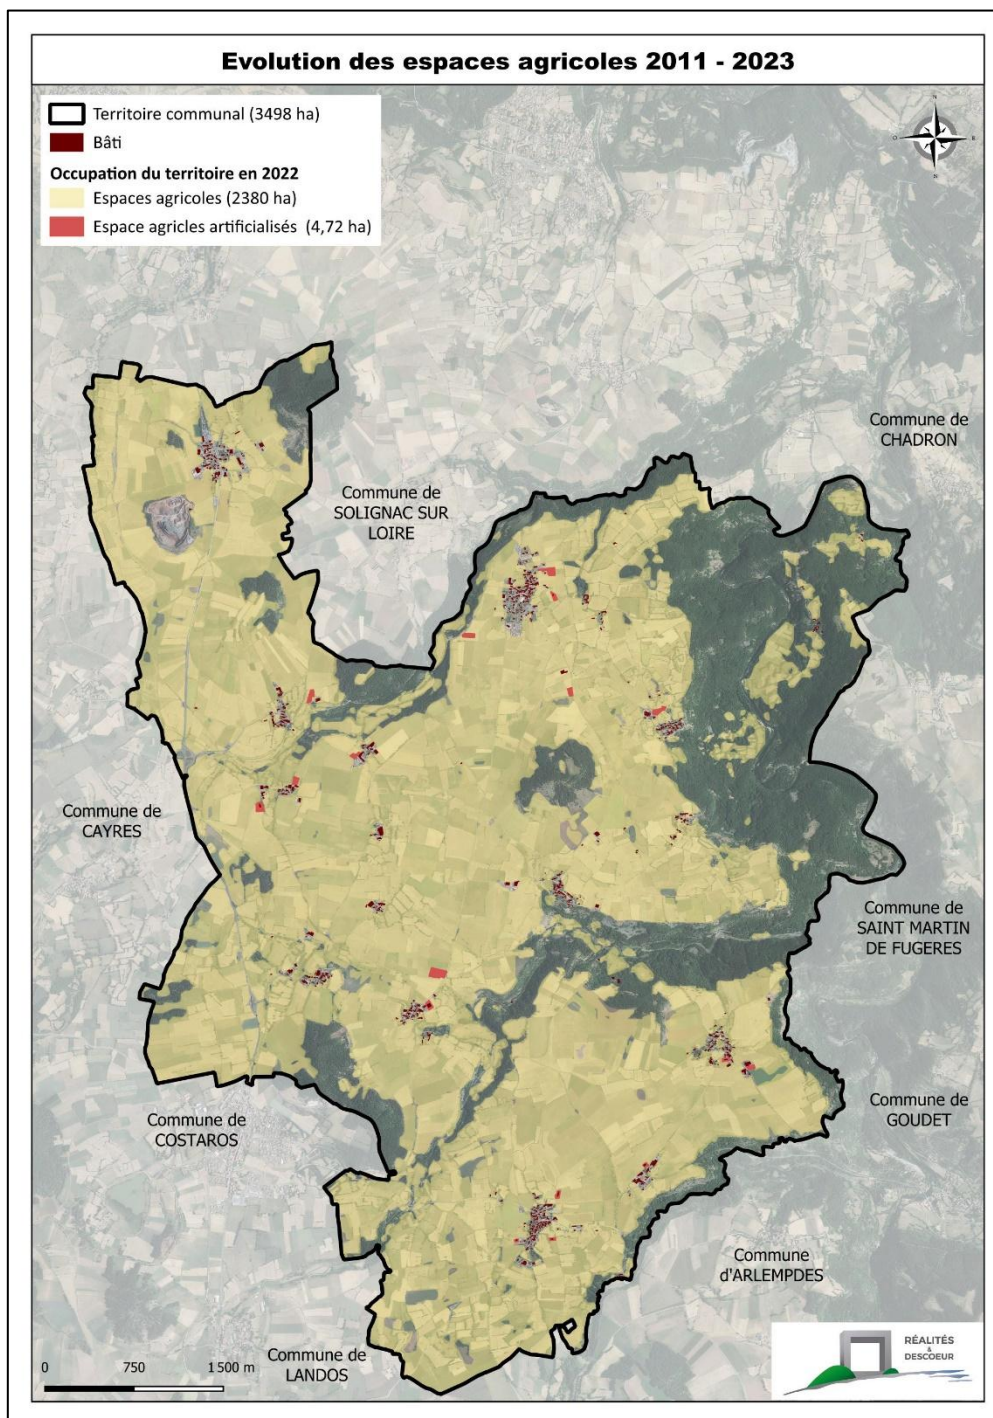 Evolution des espaces agricoles 2011 - 2023
Territoire communal (3498 ha)
Bâti
Occupation du territoire en 2022
Espaces agricoles (2380 ha)
Espace agricles artificialisés (4,72 ha)
N
O
E
N
Commune de
CHADRON
Commune de
SOLIGNAC SUR
LOIRE
Commune de
CAYRES
Commune de
SAINT MARTIN
DE FUGERES
Commune de
GOUDET
Commune de
COSTAROS
Commune
d'ARLEMPDES
Commune de
LANDOS
0 750 1 500 m
RÉALITÉS
&
DESCOEUR